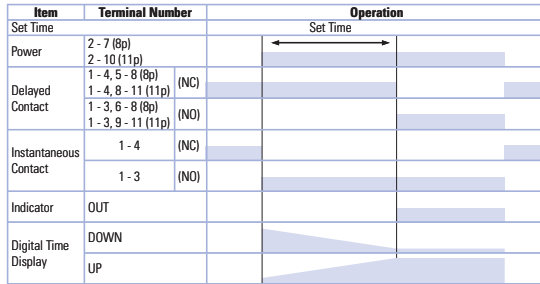 Item Terminal Number Operation
Set Time Set Time
Power 2 - 7 (8p)
2 - 10 (11p)
Delayed Contact 1 - 4, 5 - 8 (8p)
1 - 4, 8 - 11 (11p) (NC)
1 - 3, 6 - 8 (8p)
1 - 3, 9 - 11 (11p) (NO)
Instantaneous Contact 1 - 4 (NC)
1 - 3 (NO)
Indicator OUT
Digital Time Display DOWN
UP